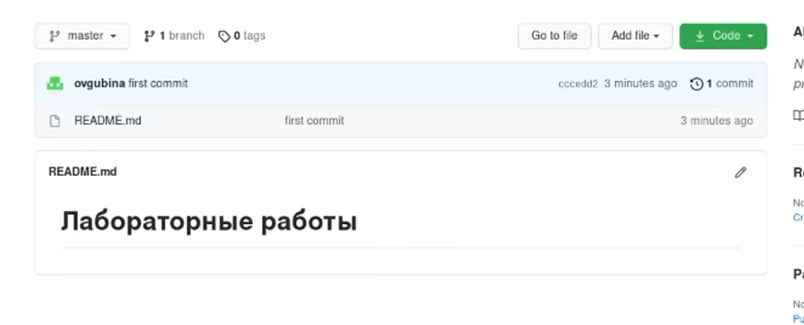 master 1 branch 0 tags Go to file Add file Code
ovgubina first commit cccedd2 3 minutes ago 1 commit
README.md first commit 3 minutes ago
README.md
Лабораторные работы